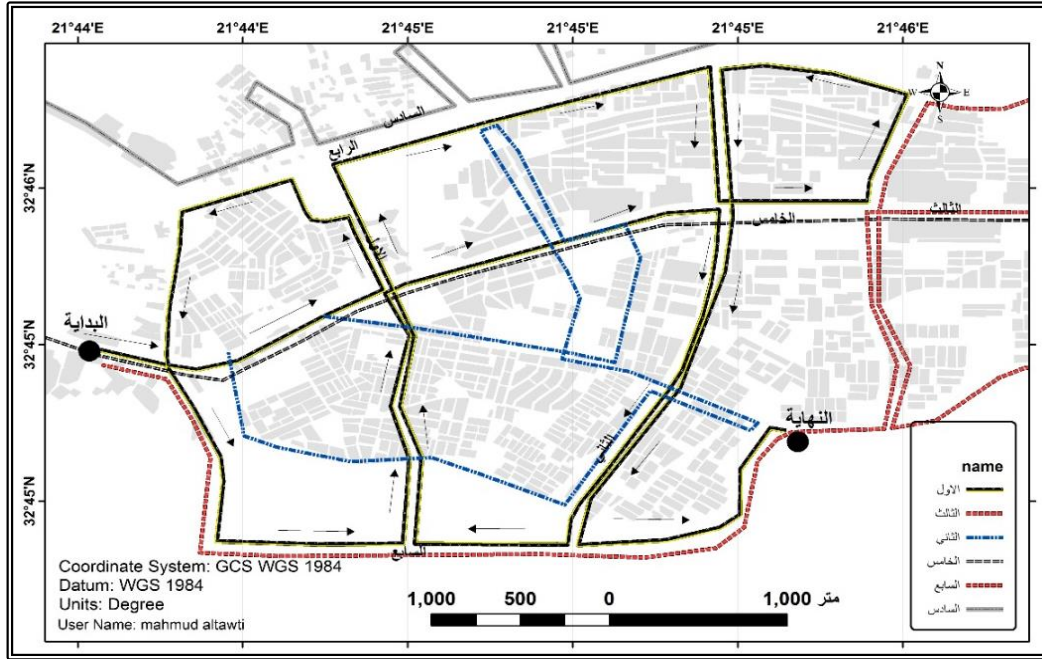 21°44'E 21°44'E 21°45'E 21°45'E 21°45'E 21°46'E
32°46'N
32°45'N
32°45'N
N
W E
S
السادس
الرابع
الثالث
الخامس
الاول
البداية
النهاية
الثاني
السابع
name
الاول
الثالث
الثاني
الخامس
السابع
السادس
Coordinate System: GCS WGS 1984
Datum: WGS 1984
Units: Degree
User Name: mahmud altawti
1,000 500 0 1,000 متر